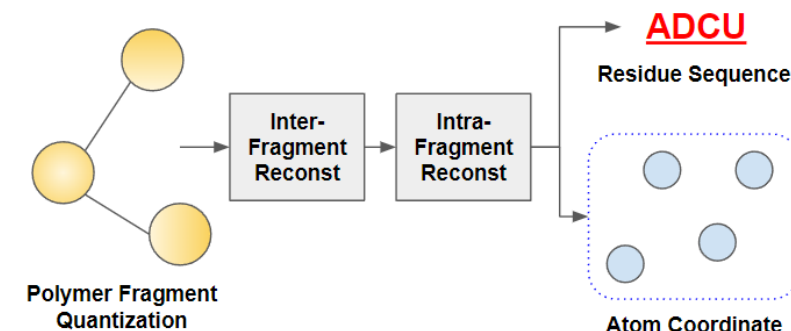 ADCU
Residue Sequence
Inter-
Fragment
Reconst
Intra-
Fragment
Reconst
Polymer Fragment
Quantization
Atom Coordinate